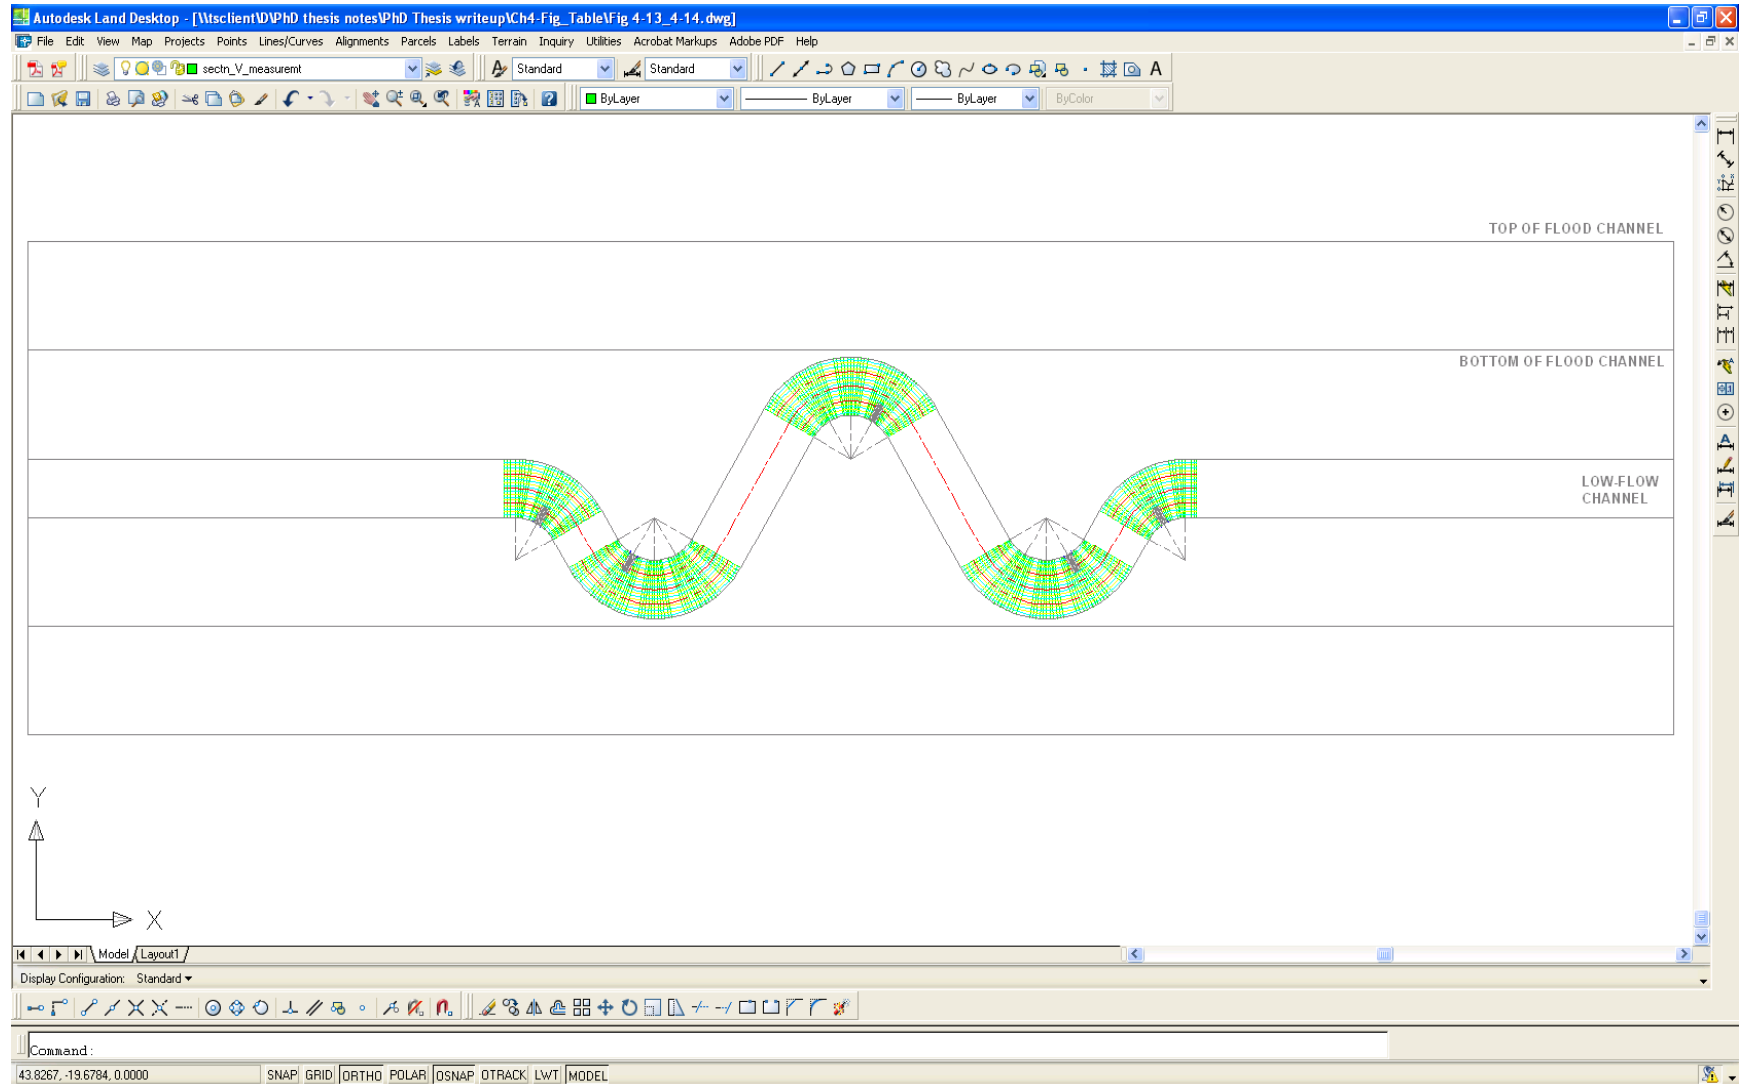 Autodesk Land Desktop - [\\tsclient\D\PhD thesis notes\PhD Thesis writeup\Ch4-Fig_Table\Fig 4-13_4-14.dwg]
File Edit View Map Projects Points Lines/Curves Alignments Parcels Labels Terrain Inquiry Utilities Acrobat Markups Adobe PDF Help
sectn_V_measuremt Standard Standard A
ByLayer ByLayer ByLayer ByColor
TOP OF FLOOD CHANNEL
BOTTOM OF FLOOD CHANNEL
LOW-FLOW
CHANNEL
Y
X
Model Layout1
Display Configuration: Standard
Command:
43.8267, -19.6784, 0.0000 SNAP GRID ORTHO POLAR OSNAP OTRACK LWT MODEL